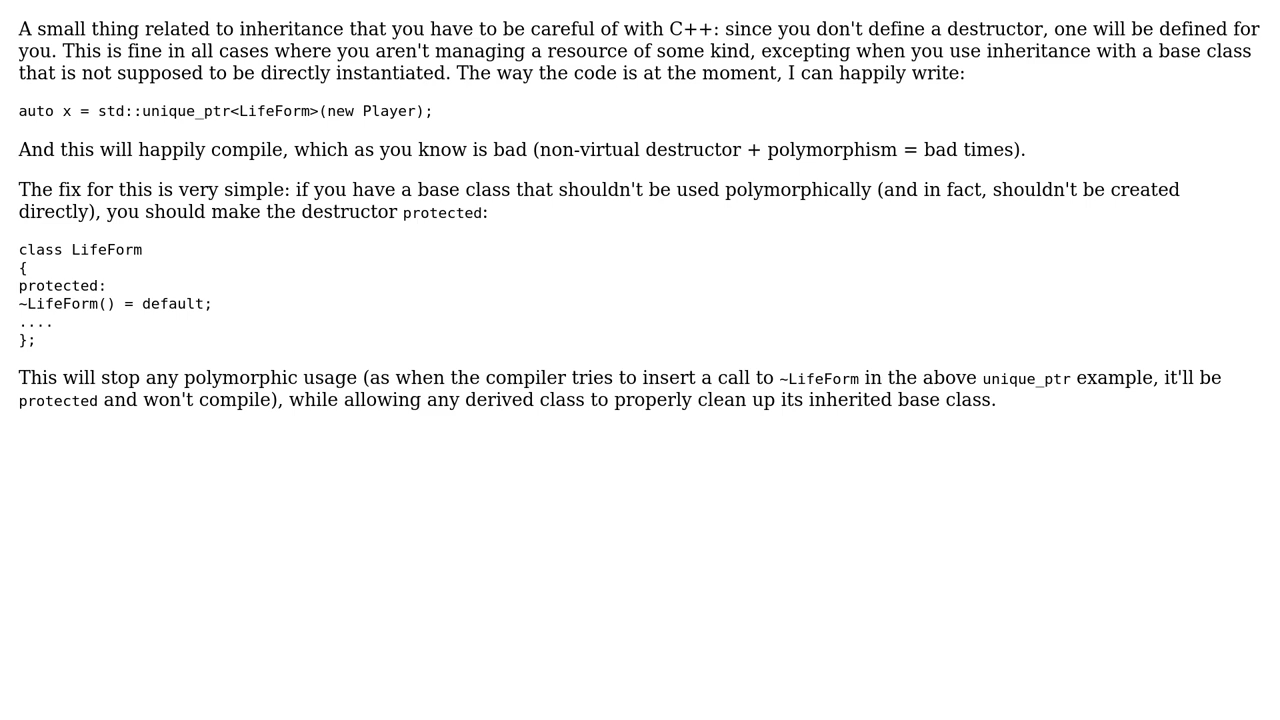 A small thing related to inheritance that you have to be careful of with C++: since you don't define a destructor, one will be defined for
you. This is fine in all cases where you aren't managing a resource of some kind, excepting when you use inheritance with a base class
that is not supposed to be directly instantiated. The way the code is at the moment, I can happily write:
auto x = std::unique_ptr<LifeForm>(new Player);
And this will happily compile, which as you know is bad (non-virtual destructor + polymorphism = bad times).
The fix for this is very simple: if you have a base class that shouldn't be used polymorphically (and in fact, shouldn't be created
directly), you should make the destructor protected:
class LifeForm
{
protected:
~LifeForm() = default;
....
};
This will stop any polymorphic usage (as when the compiler tries to insert a call to ~LifeForm in the above unique_ptr example, it'll be
protected and won't compile), while allowing any derived class to properly clean up its inherited base class.